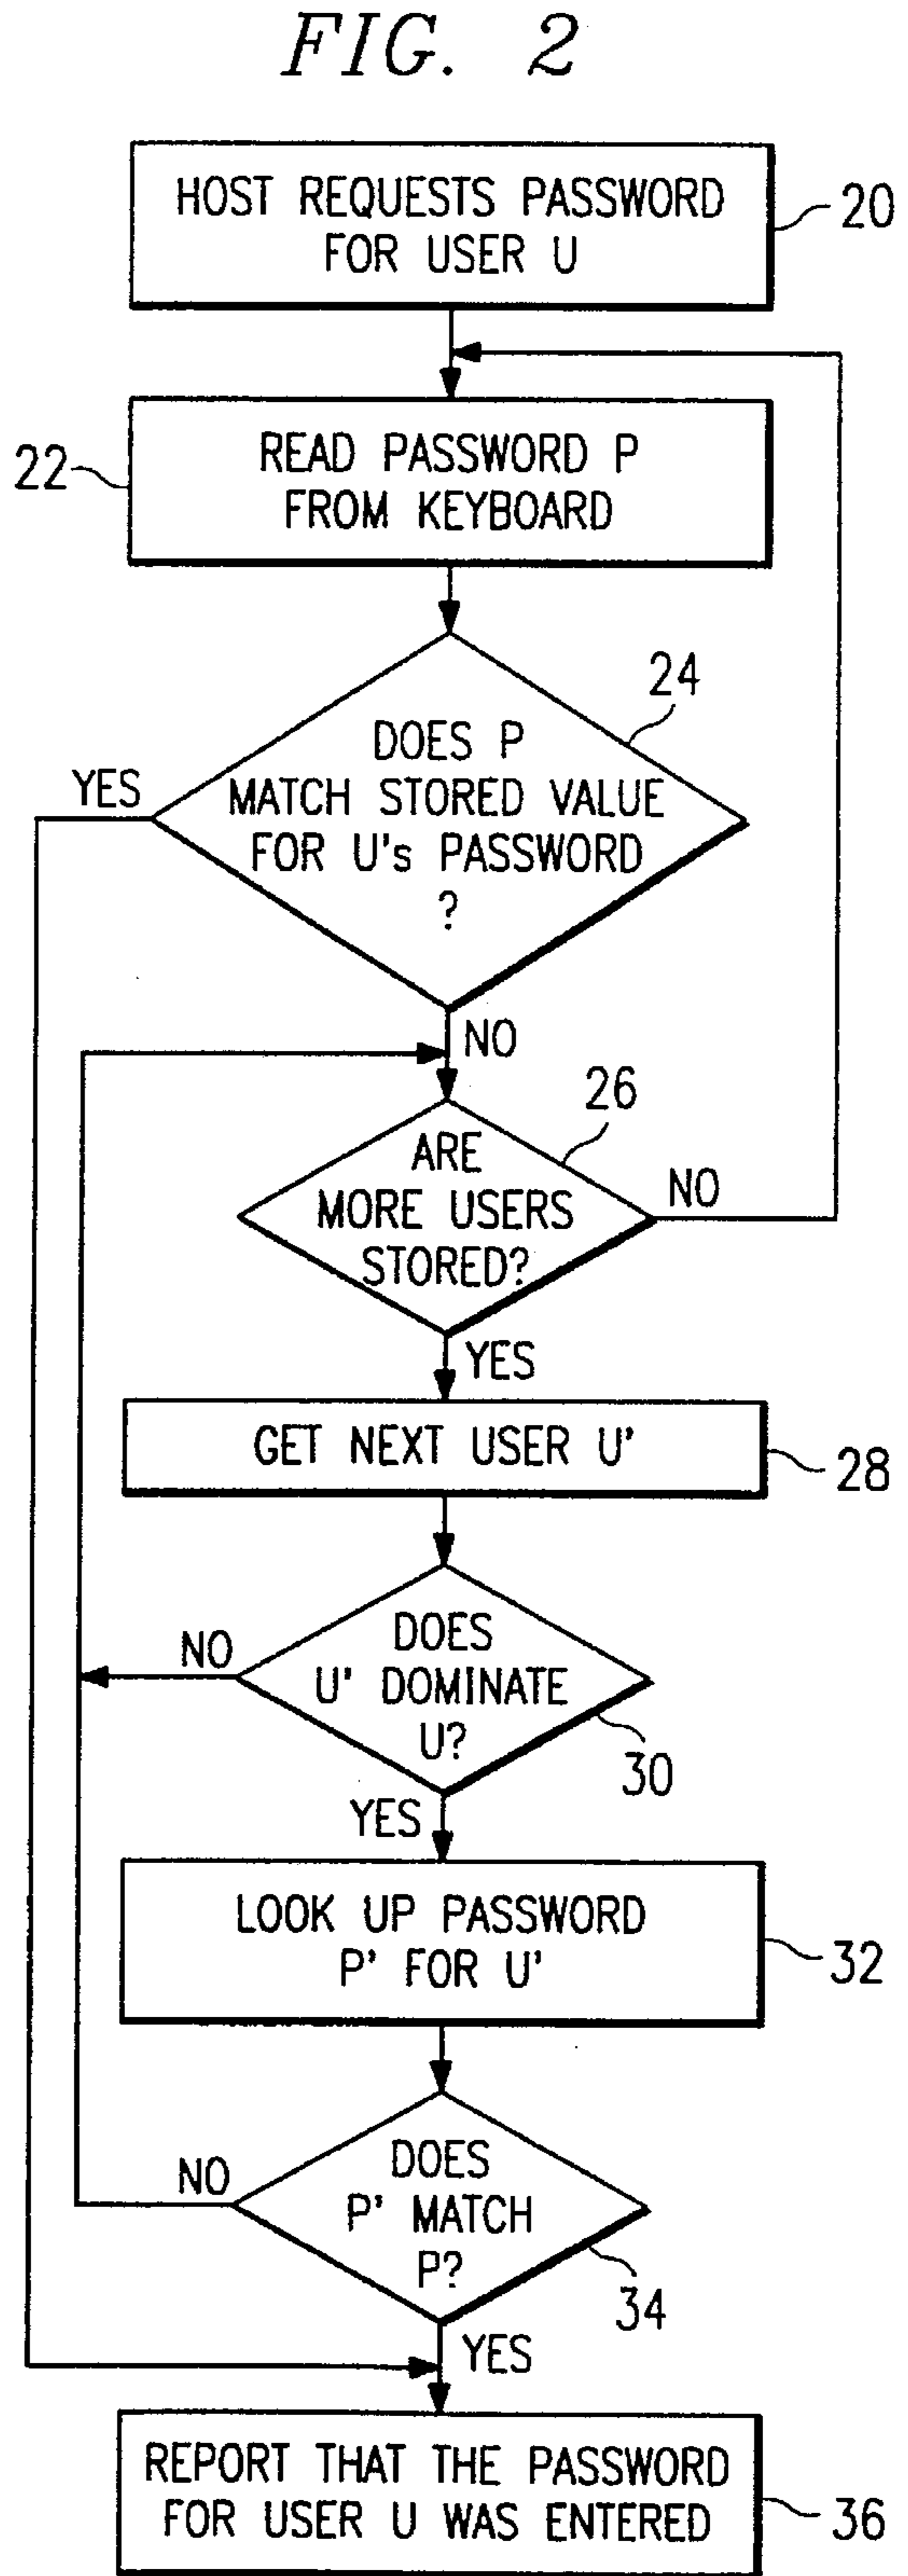 FIG. 2
HOST REQUESTS PASSWORD
FOR USER U
20
22
READ PASSWORD P
FROM KEYBOARD
24
DOES P
MATCH STORED VALUE
FOR U's PASSWORD
?
YES
NO
26
ARE
MORE USERS
STORED?
NO
YES
GET NEXT USER U'
28
DOES
U' DOMINATE
U?
NO
30
YES
LOOK UP PASSWORD
P' FOR U'
32
DOES
P' MATCH
P?
NO
34
YES
REPORT THAT THE PASSWORD
FOR USER U WAS ENTERED
36